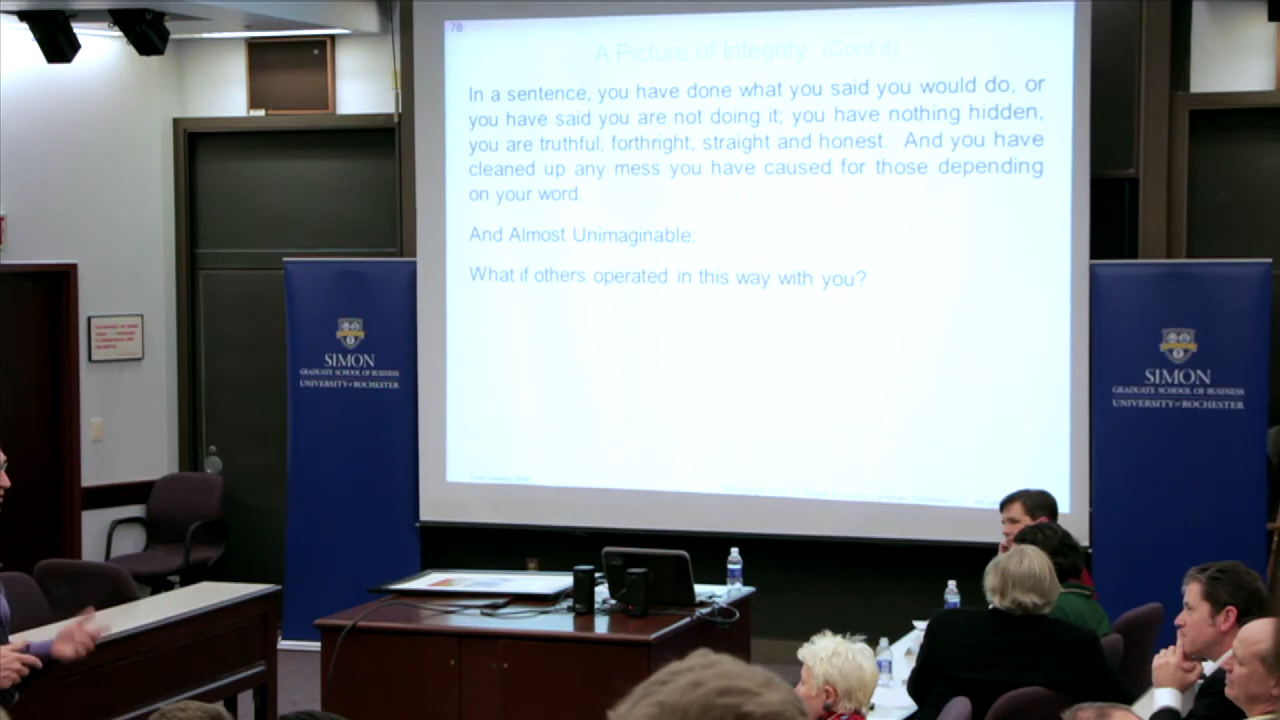 78
A Picture of Integrity (Cont'd)
In a sentence, you have done what you said you would do, or
you have said you are not doing it; you have nothing hidden,
you are truthful, forthright, straight and honest. And you have
cleaned up any mess you have caused for those depending
on your word.
And Almost Unimaginable:
What if others operated in this way with you?
SIMON
GRADUATE SCHOOL OF BUSINESS
UNIVERSITY of ROCHESTER
SIMON
GRADUATE SCHOOL OF BUSINESS
UNIVERSITY of ROCHESTER